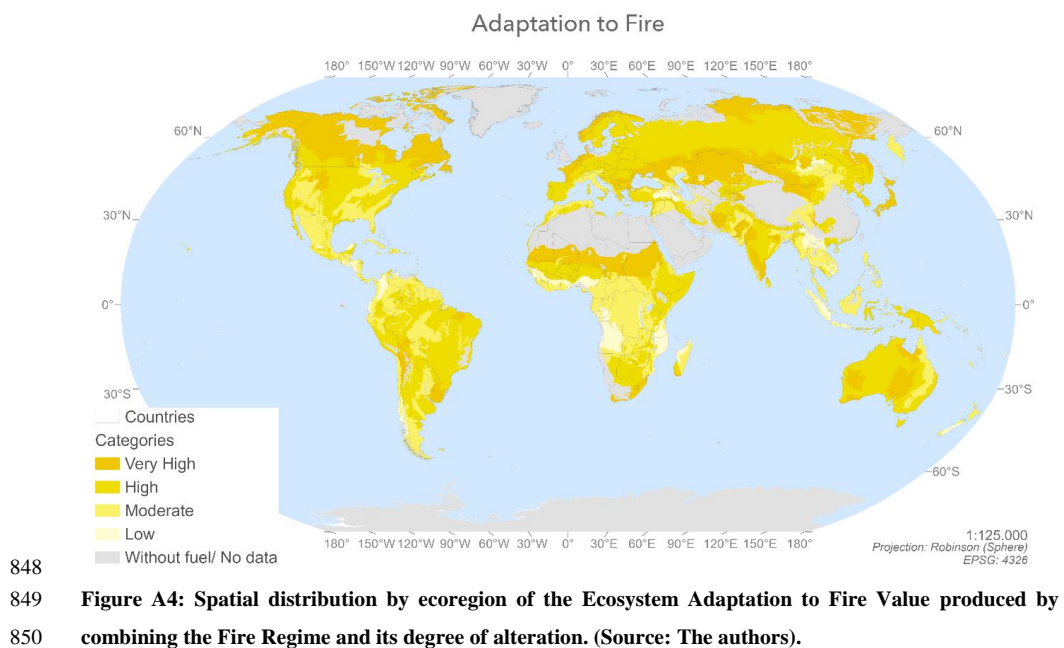 Adaptation to Fire
180° 150°W 120°W 90°W 60°W 30°W 0° 30°E 60°E 90°E 120°E 150°E 180°
60°N 60°N
30°N 30°N
0° 0°
30°S 30°S
60°S
Countries
Categories
Very High
High
Moderate
Low
Without fuel/ No data
180° 150°W 120°W 90°W 60°W 30°W 0° 30°E 60°E 90°E 120°E 150°E 180°
1:125.000
Projection: Robinson (Sphere)
EPSG: 4326
848
849 Figure A4: Spatial distribution by ecoregion of the Ecosystem Adaptation to Fire Value produced by
850 combining the Fire Regime and its degree of alteration. (Source: The authors).